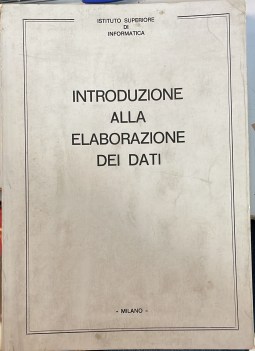 ISTITUTO SUPERIORE
DI
INFORMATICA
INTRODUZIONE
ALLA
ELABORAZIONE
DEI DATI
- MILANO -